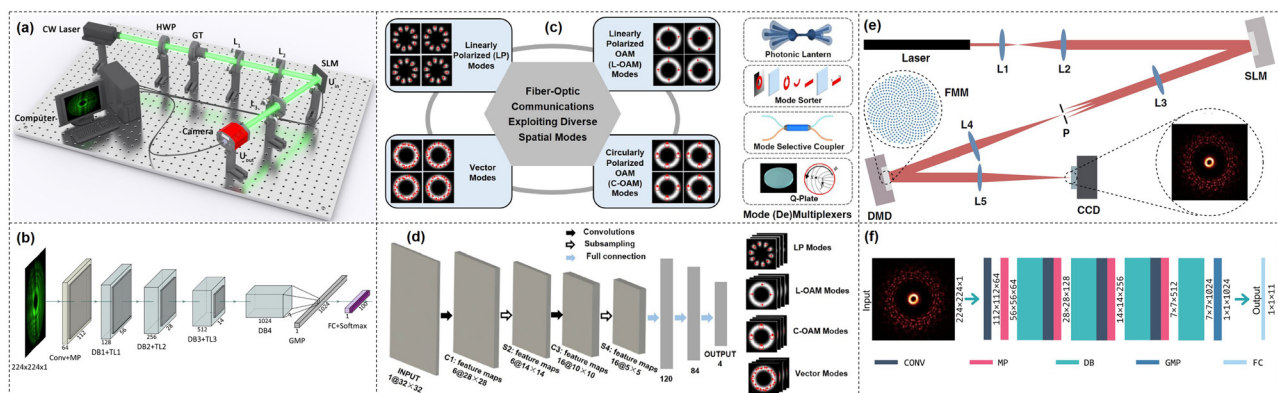 (a)
CW Laser
HWP
GT
L₁
L₂
SLM
U
Computer
Camera
L₃
U_out
(b)
224x224x1
64
112
Conv+MP
128
56
DB1+TL1
256
28
DB2+TL2
512
14
DB3+TL3
1024
DB4
1
1024
GMP
1
100
FC+Softmax
(c)
Linearly
Polarized (LP)
Modes
Linearly
Polarized OAM
(L-OAM)
Modes
Fiber-Optic
Communications
Exploiting Diverse
Spatial Modes
Vector
Modes
Circularly
Polarized
OAM
(C-OAM)
Modes
Photonic Lantern
Mode Sorter
Mode Selective Coupler
Q-Plate
Mode (De)Multiplexers
(d)
Convolutions
Subsampling
Full connection
INPUT
1@32×32
C1: feature maps
6@28×28
S2: feature maps
6@14×14
C3: feature maps
16@10×10
S4: feature maps
16@5×5
120
84
OUTPUT
4
LP Modes
L-OAM Modes
C-OAM Modes
Vector Modes
(e)
Laser
L1
L2
SLM
FMM
L3
P
L4
DMD
L5
CCD
(f)
Input
224×224×1
112×112×64
56×56×64
28×28×128
14×14×256
7×7×512
7×7×1024
1×1×1024
Output
1×1×11
CONV
MP
DB
GMP
FC